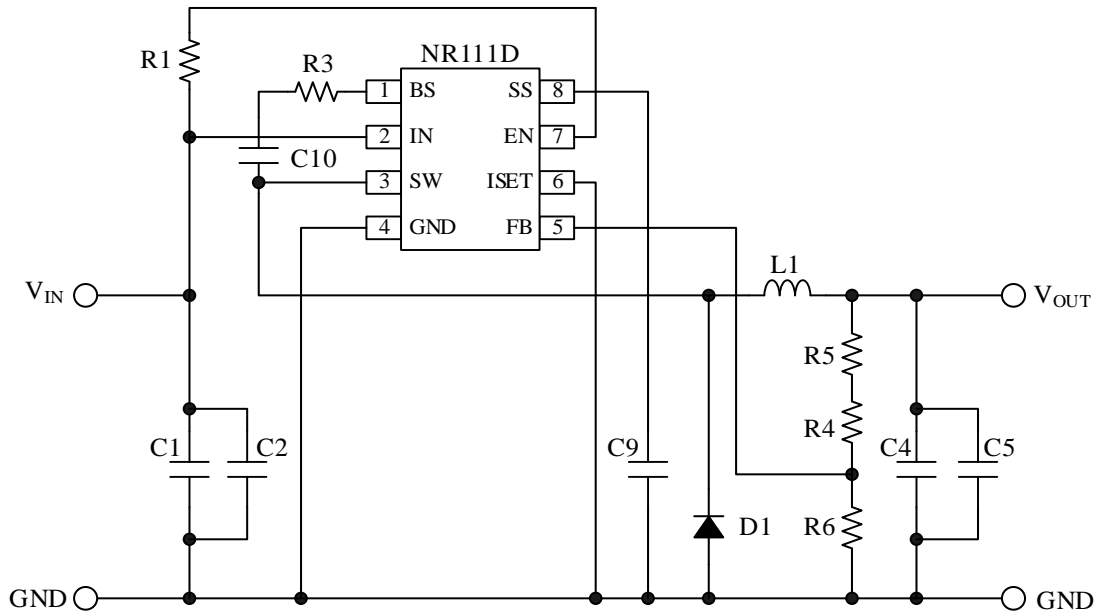 NR111D
R1
R3
1 BS SS 8
2 IN EN 7
C10
3 SW ISET 6
4 GND FB 5
L1
VIN
VOUT
R5
R4
C1 C2 C9 C4 C5
R6
D1
GND
GND